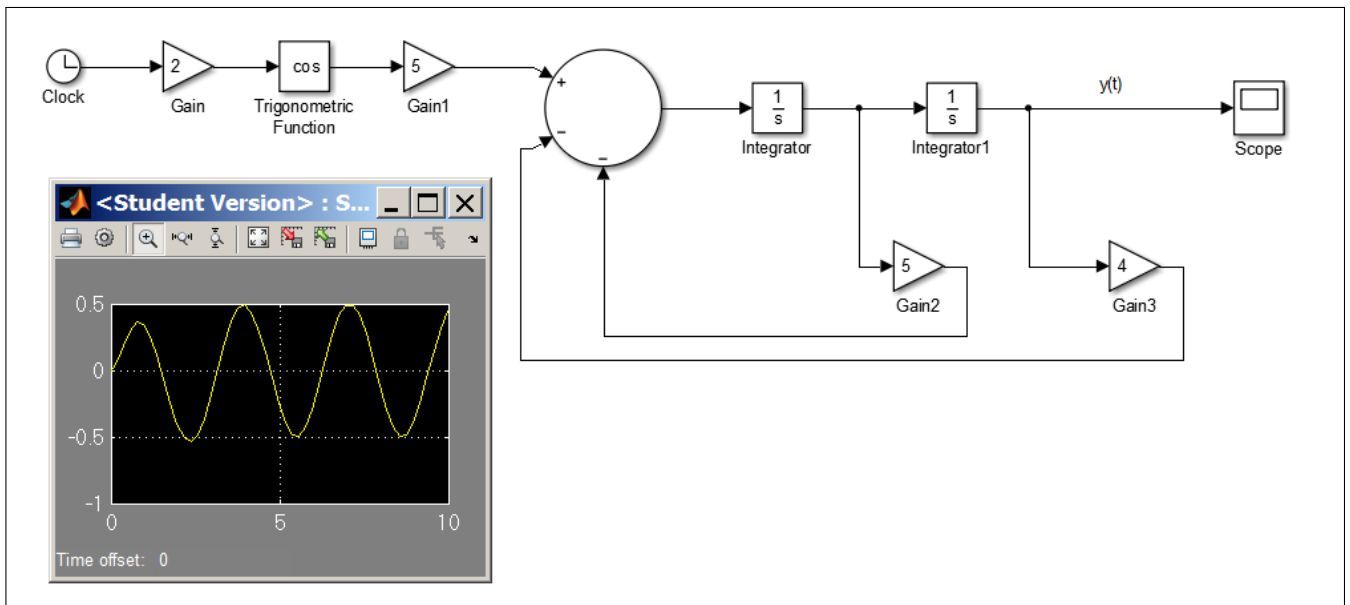 2
cos
5
Clock
Gain
Trigonometric
Function
Gain1
+
−
−
1
s
Integrator
1
s
Integrator1
y(t)
Scope
5
Gain2
4
Gain3
<Student Version> : S...
0.5
0
-0.5
-1
0
5
10
Time offset: 0